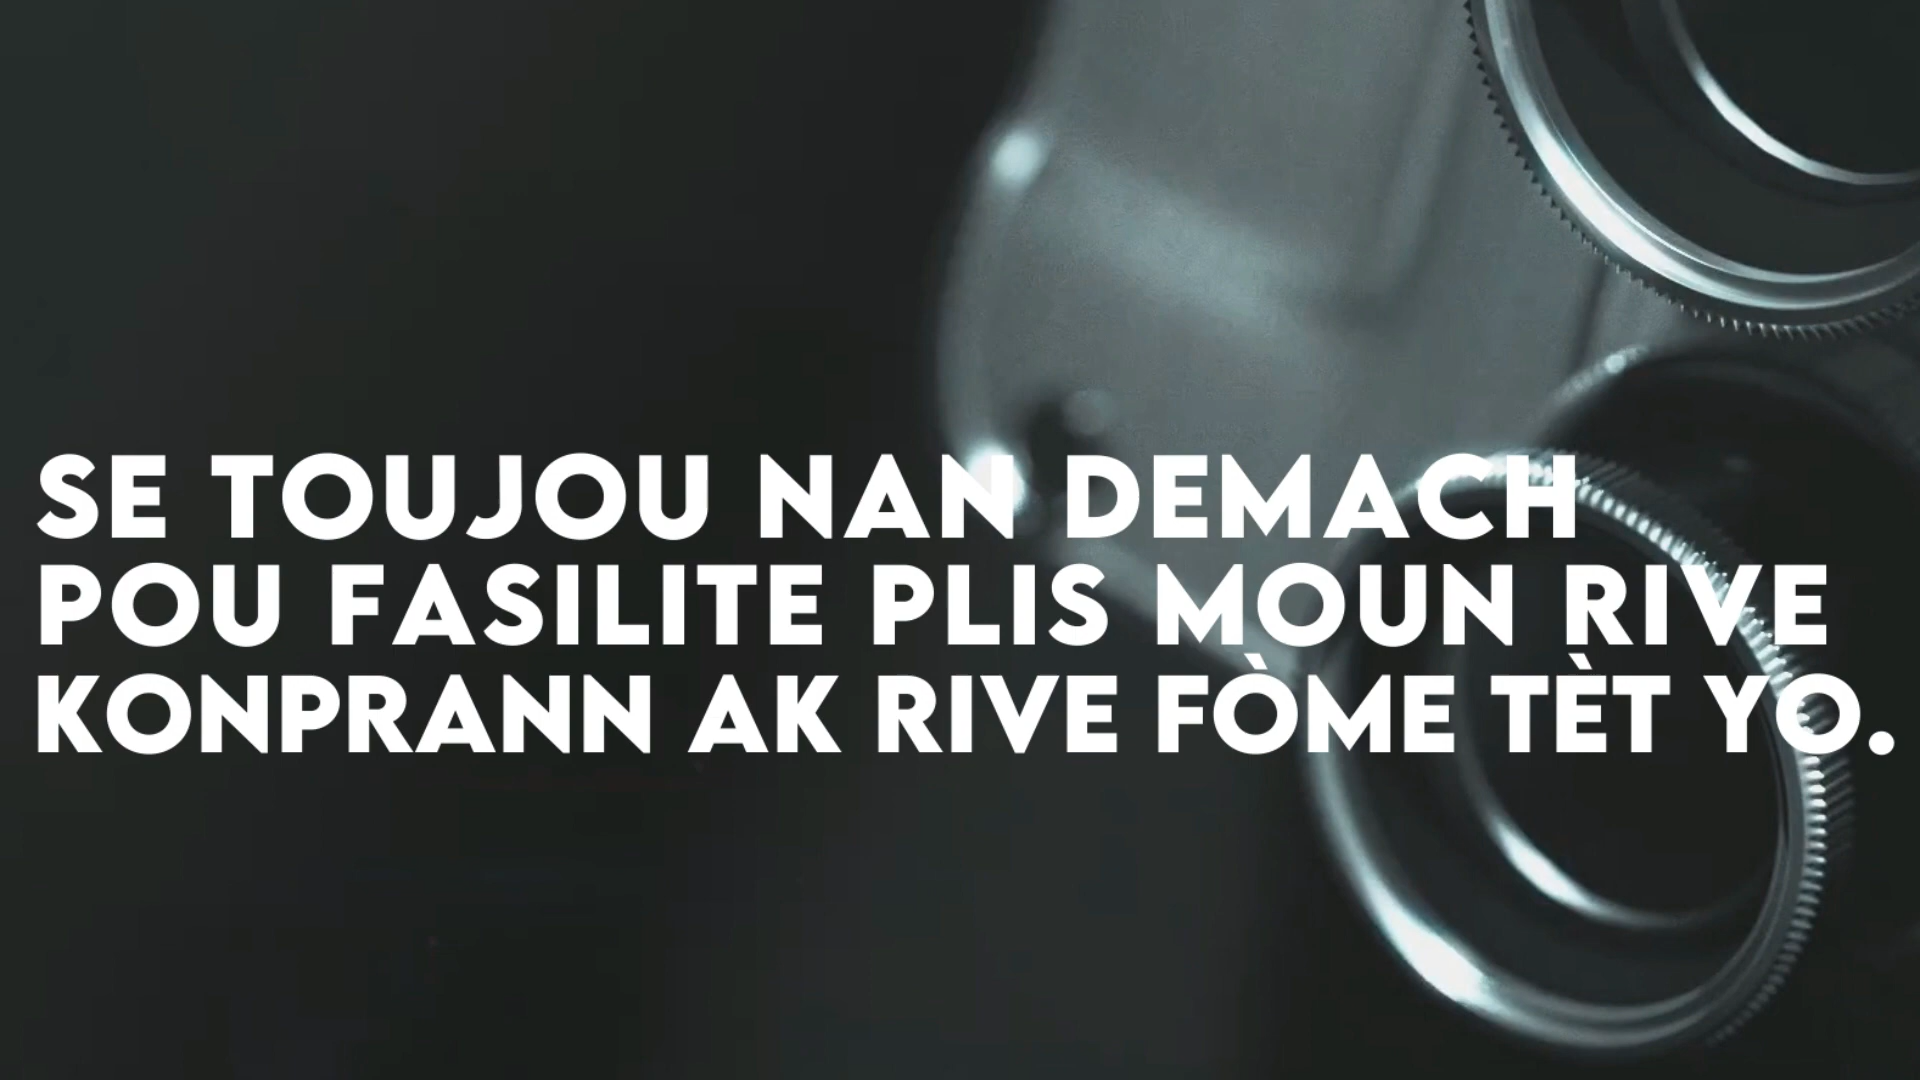 SE TOUJOU NAN DEMACH
POU FASILITE PLIS MOUN RIVE
KONPRANN AK RIVE FÒME TÈT YO.